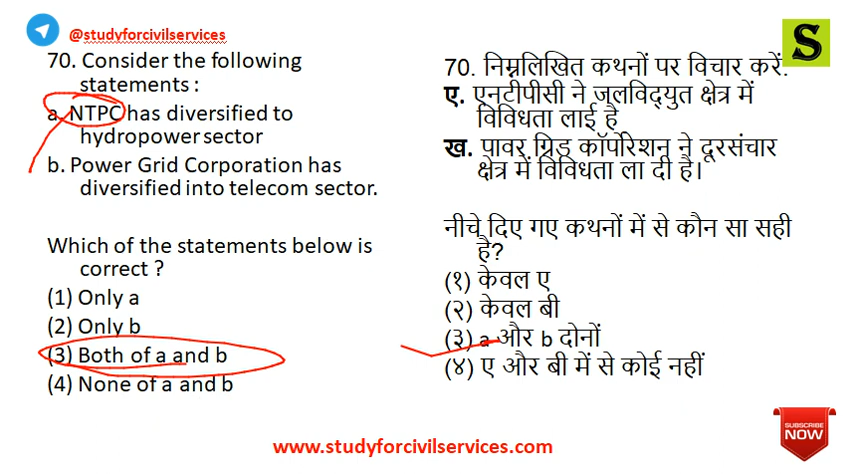 @studyforcivilservices
S
70. Consider the following
statements :
a. NTPC has diversified to
hydropower sector
b. Power Grid Corporation has
diversified into telecom sector.
Which of the statements below is
correct ?
(1) Only a
(2) Only b
(3) Both of a and b
(4) None of a and b
70. निम्नलिखित कथनों पर विचार करें:
ए. एनटीपीसी ने जलविद्युत क्षेत्र में
विविधता लाई है
ख. पावर ग्रिड कॉर्पोरेशन ने दूरसंचार
क्षेत्र में विविधता ला दी है।
नीचे दिए गए कथनों में से कौन सा सही
है?
(१) केवल ए
(२) केवल बी
(३) a और b दोनों
(४) ए और बी में से कोई नहीं
SUBSCRIBE
NOW
www.studyforcivilservices.com